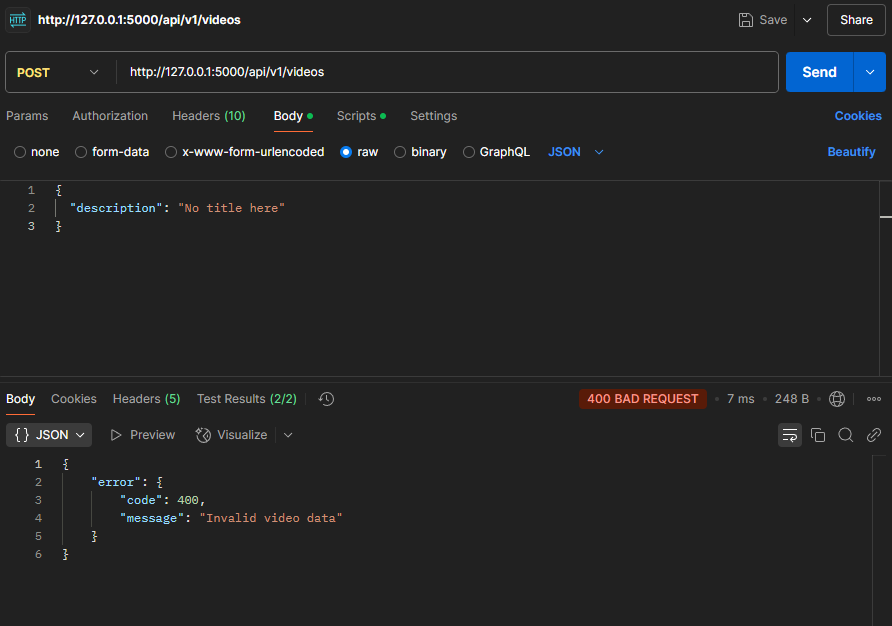 HTTP http://127.0.0.1:5000/api/v1/videos Save Share
POST http://127.0.0.1:5000/api/v1/videos Send
Params Authorization Headers (10) Body Scripts Settings Cookies
none form-data x-www-form-urlencoded raw binary GraphQL JSON Beautify
1 {
2 "description": "No title here"
3 }
Body Cookies Headers (5) Test Results (2/2) 400 BAD REQUEST • 7 ms • 248 B •
{} JSON Preview Visualize
1 {
2 "error": {
3 "code": 400,
4 "message": "Invalid video data"
5 }
6 }